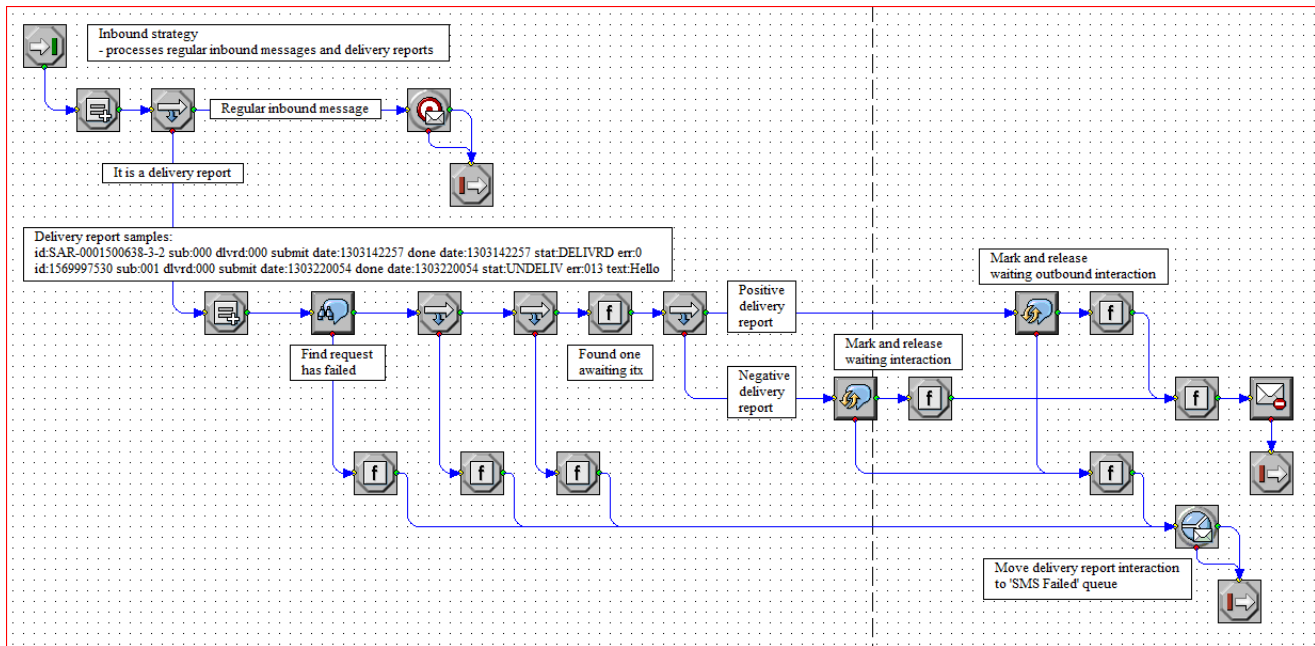 Inbound strategy
- processes regular inbound messages and delivery reports
Regular inbound message
It is a delivery report
Delivery report samples:
id:SAR-0001500638-3-2 sub:000 dlvrd:000 submit date:1303142257 done date:1303142257 stat:DELIVRD err:0
id:1569997530 sub:001 dlvrd:000 submit date:1303220054 done date:1303220054 stat:UNDELIV err:013 text:Hello
Mark and release
waiting outbound interaction
Positive
delivery
report
f
f
Find request
has failed
Found one
awaiting itx
Mark and release
waiting interaction
Negative
delivery
report
f
f
f
f
f
f
Move delivery report interaction
to 'SMS Failed' queue